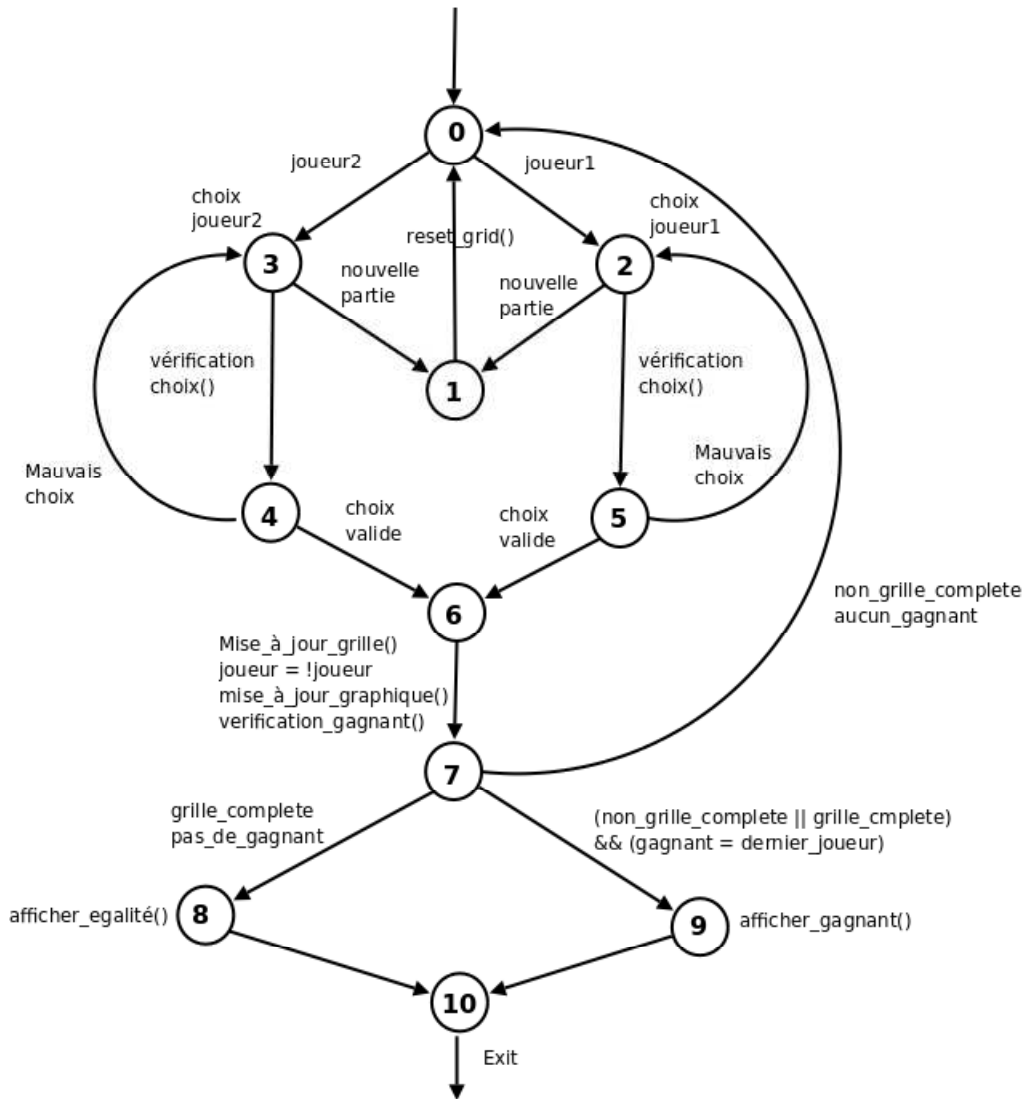 0
joueur2
joueur1
choix
joueur2
choix
joueur1
reset_grid()
3
2
nouvelle
partie
nouvelle
partie
vérification
choix()
vérification
choix()
1
Mauvais
choix
Mauvais
choix
4
choix
valide
choix
valide
5
6
non_grille_complete
aucun_gagnant
Mise_à_jour_grille()
joueur = !joueur
mise_à_jour_graphique()
verification_gagnant()
7
grille_complete
pas_de_gagnant
(non_grille_complete || grille_cmplete)
&& (gagnant = dernier_joueur)
afficher_egalité()
8
9
afficher_gagnant()
10
Exit